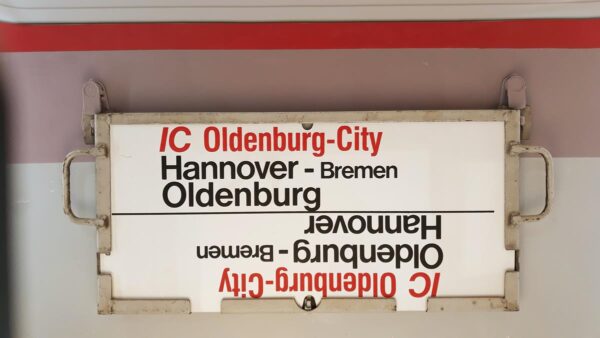 IC Oldenburg-City
Hannover - Bremen
Oldenburg
IC Oldenburg-City
Oldenburg - Bremen
Hannover